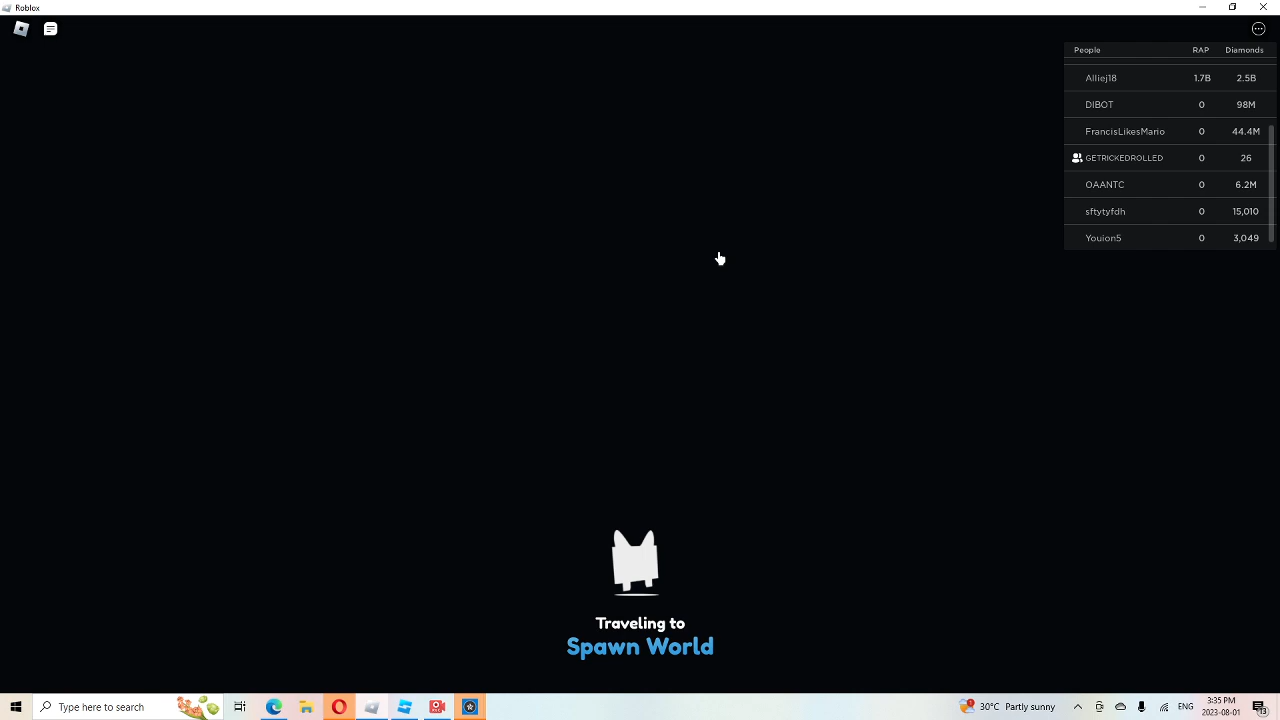 Roblox
People RAP Diamonds
Alliej18 1.7B 2.5B
DIBOT 0 98M
FrancisLikesMario 0 44.4M
GETRICKEDROLLED 0 26
OAANTC 0 6.2M
sftytyfdh 0 15,010
Youion5 0 3,049
Traveling to
Spawn World
Type here to search
30°C Partly sunny
ENG
3:35 PM
2023-08-01